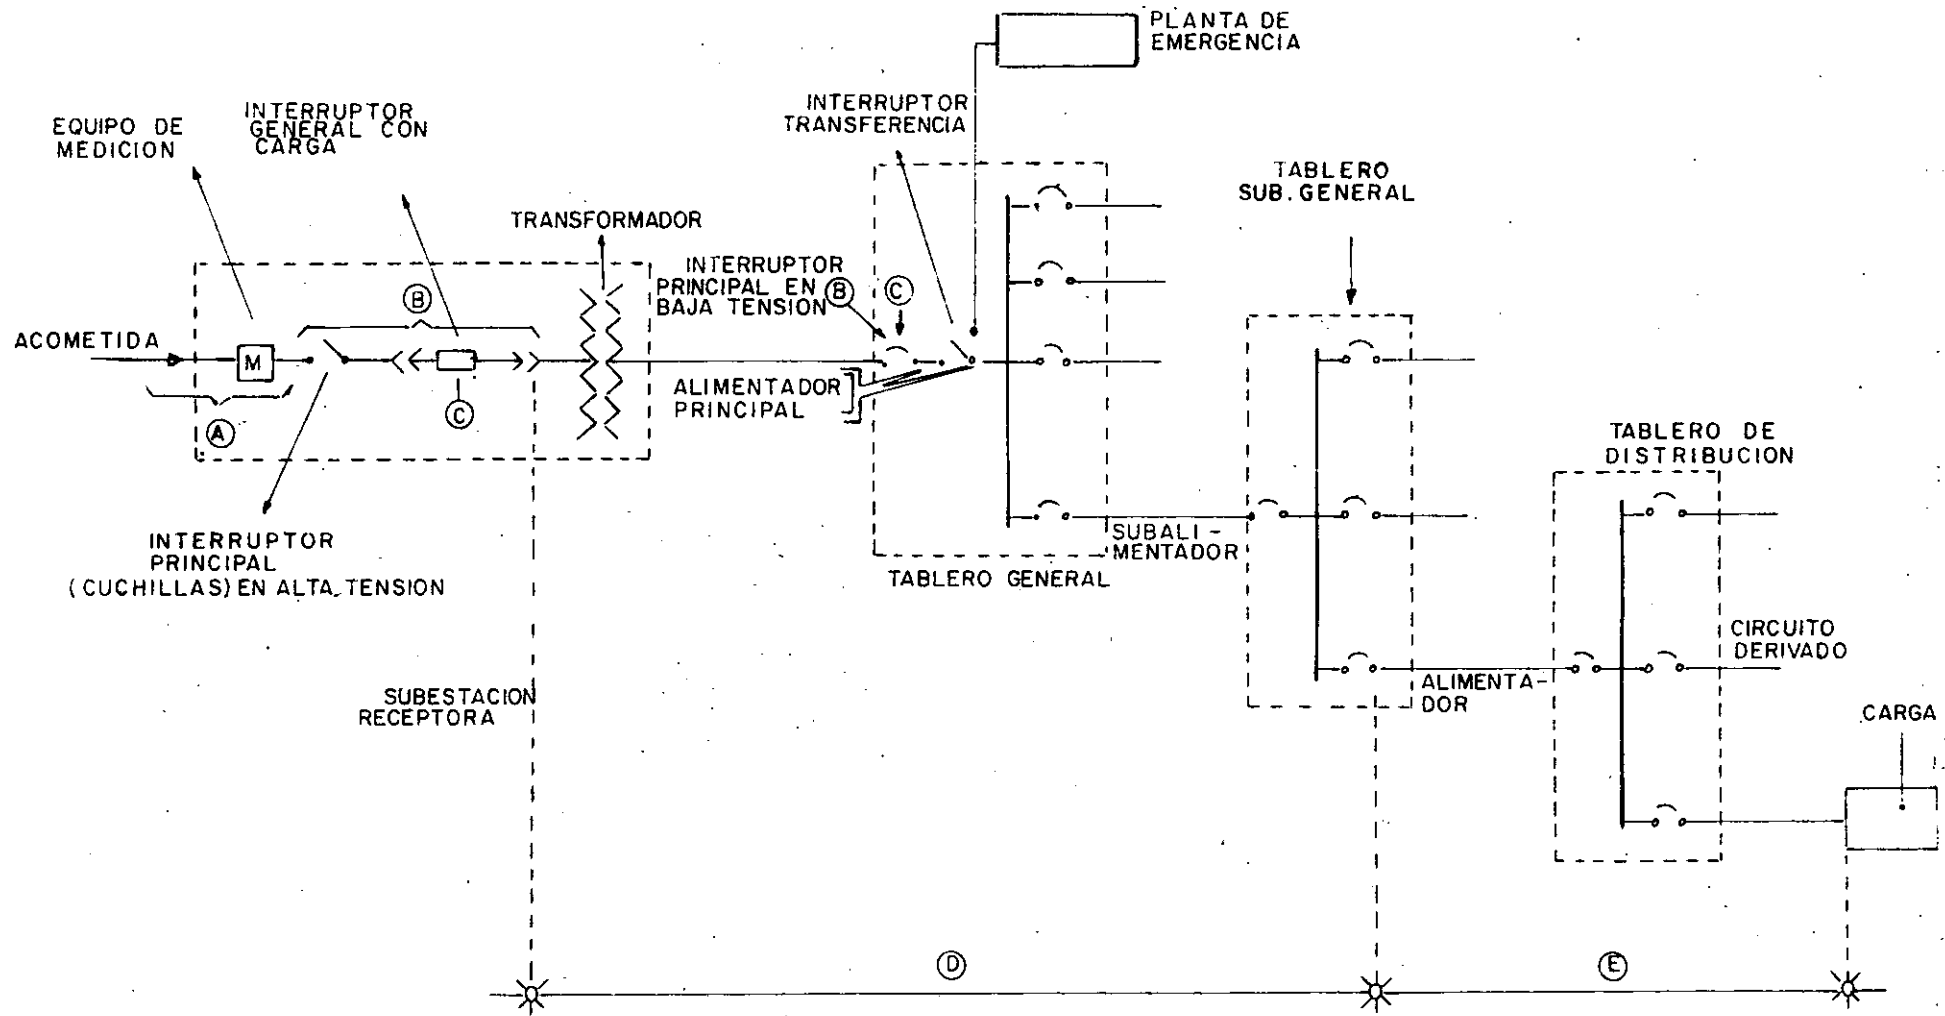 PLANTA DE
EMERGENCIA
INTERRUPTOR
TRANSFERENCIA
INTERRUPTOR
GENERAL CON
CARGA
EQUIPO DE
MEDICION
TABLERO
SUB. GENERAL
TRANSFORMADOR
INTERRUPTOR
PRINCIPAL EN
BAJA TENSION
B
C
B
ACOMETIDA
M
ALIMENTADOR
PRINCIPAL
C
A
TABLERO DE
DISTRIBUCION
INTERRUPTOR
PRINCIPAL
(CUCHILLAS) EN ALTA TENSION
SUBALI-
MENTADOR
TABLERO GENERAL
CIRCUITO
DERIVADO
ALIMENTA-
DOR
SUBESTACION
RECEPTORA
CARGA
D
E